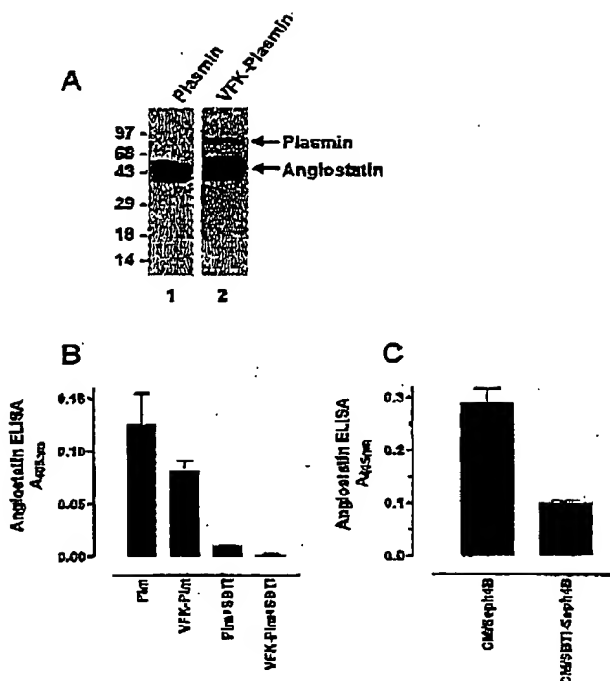 A
Plasmin
VFK-Plasmin
97 -
68 -
43 -
29 -
18 -
14 -
Plasmin
Angiostatin
1 2
B
Angiostatin ELISA
0.10
0.05
0.00
Plm
VFK-Plm
Plm+SBTI
VFK-Plm+SBTI
C
Angiostatin ELISA
0.3
0.2
0.1
0.0
CM/Seph4B
CM/SBTI-Seph4B